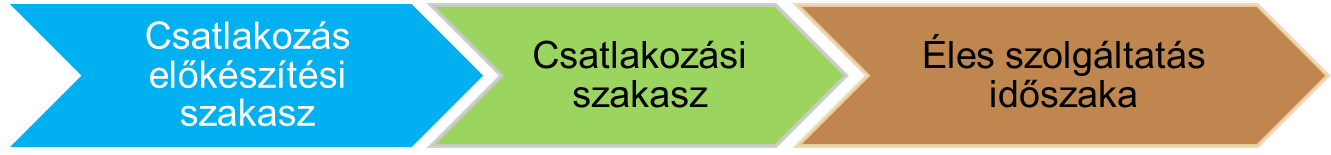 Csatlakozás
előkészítési
szakasz
Csatlakozási
szakasz
Éles szolgáltatás
időszaka